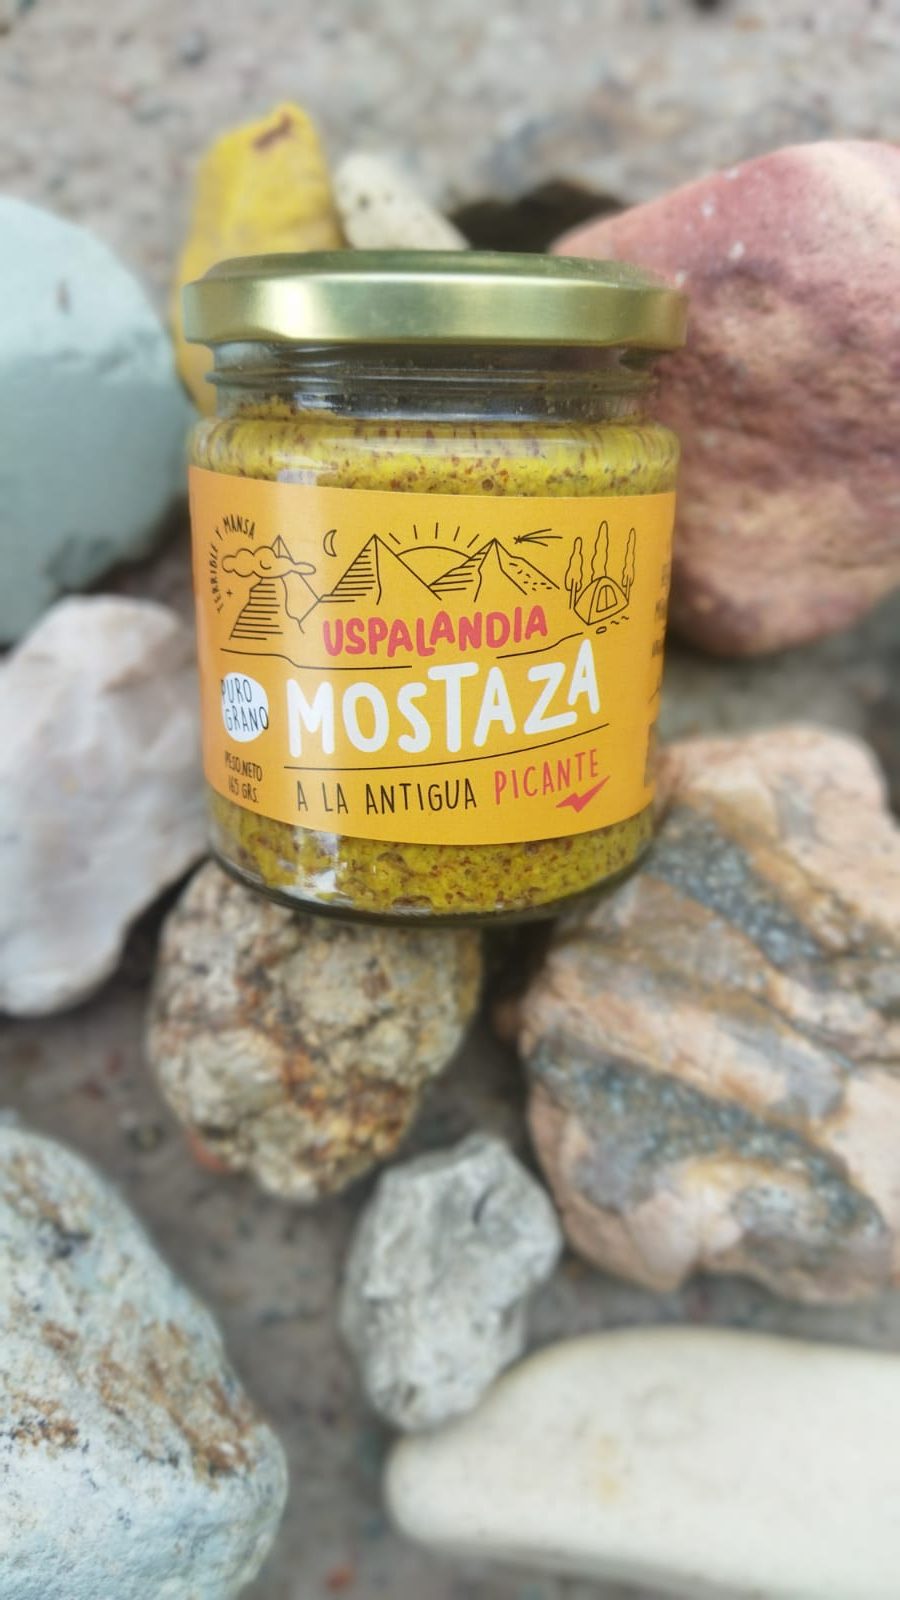 TERRIBLE Y MANSA
USPALANDIA
MOSTAZA
PURO
GRANO
PESO NETO
165 GRS.
A LA ANTIGUA PICANTE